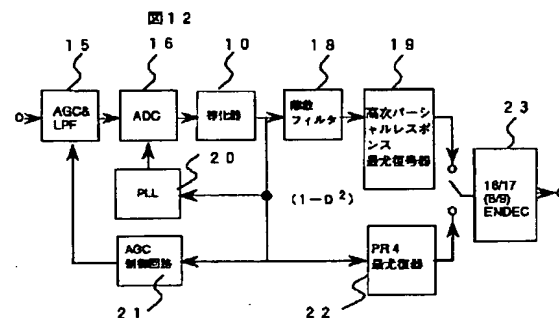 図12
15
16
10
18
19
AGC&
LPF
ADC
等化器
離散
フィルタ
高次パー
シャルレスポ
ンス
最尤復号器
23
20
PLL
(1-D²)
16/17
(8/9)
ENDEC
AGC
制御回路
PR4
最尤復器
21
22